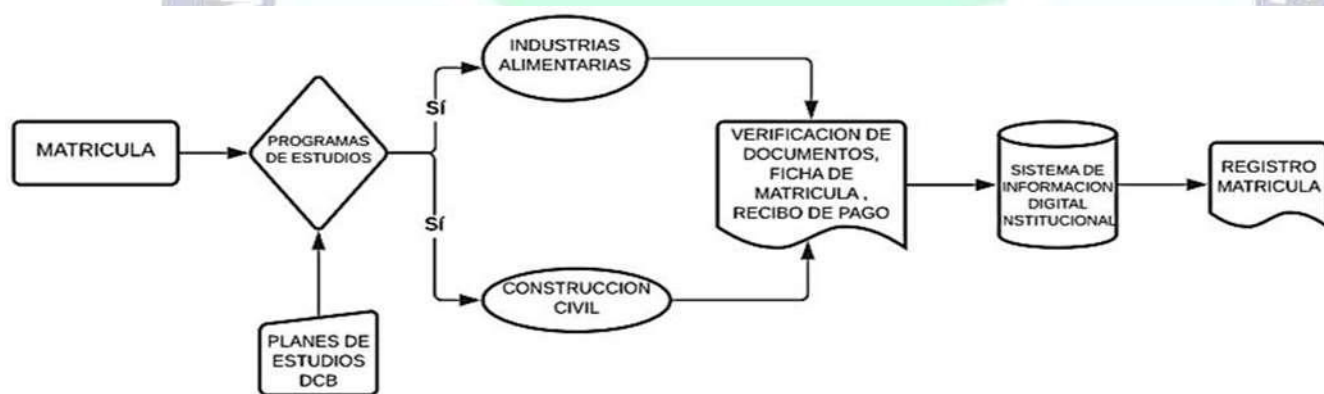 MATRICULA
PROGRAMAS
DE ESTUDIOS
PLANES DE
ESTUDIOS
DCB
Sí
Sí
INDUSTRIAS
ALIMENTARIAS
CONSTRUCCION
CIVIL
VERIFICACION DE
DOCUMENTOS,
FICHA DE
MATRICULA ,
RECIBO DE PAGO
SISTEMA DE
INFORMACION
DIGITAL
NSTITUCIONAL
REGISTRO
MATRICULA